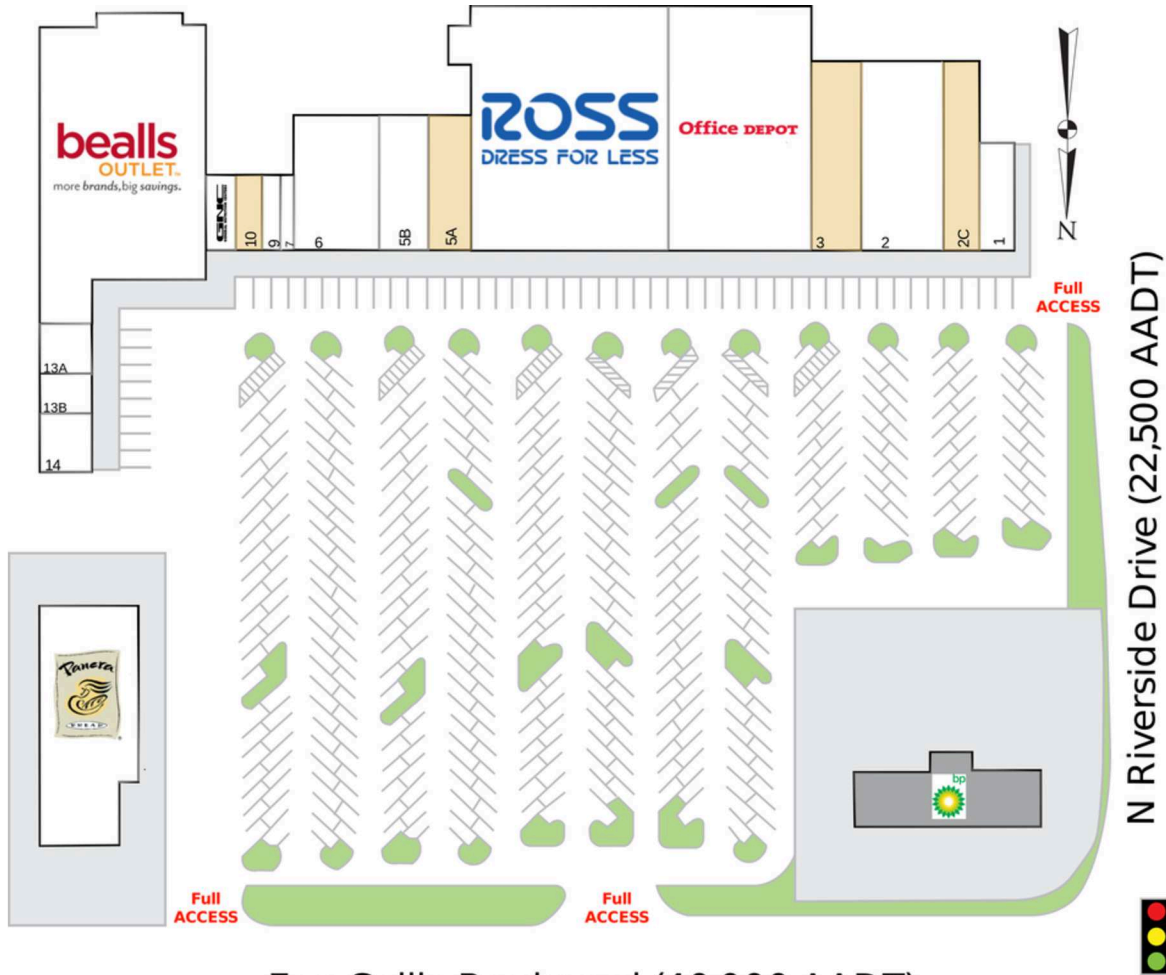 bealls
OUTLET
more brands,big savings.
ROSS
DRESS FOR LESS
Office DEPOT
N
GNC
10
9
7
6
5B
5A
3
2
2C
1
Full
ACCESS
13A
13B
14
N Riverside Drive (22,500 AADT)
Panera
BREAD
bp
Full
ACCESS
Full
ACCESS